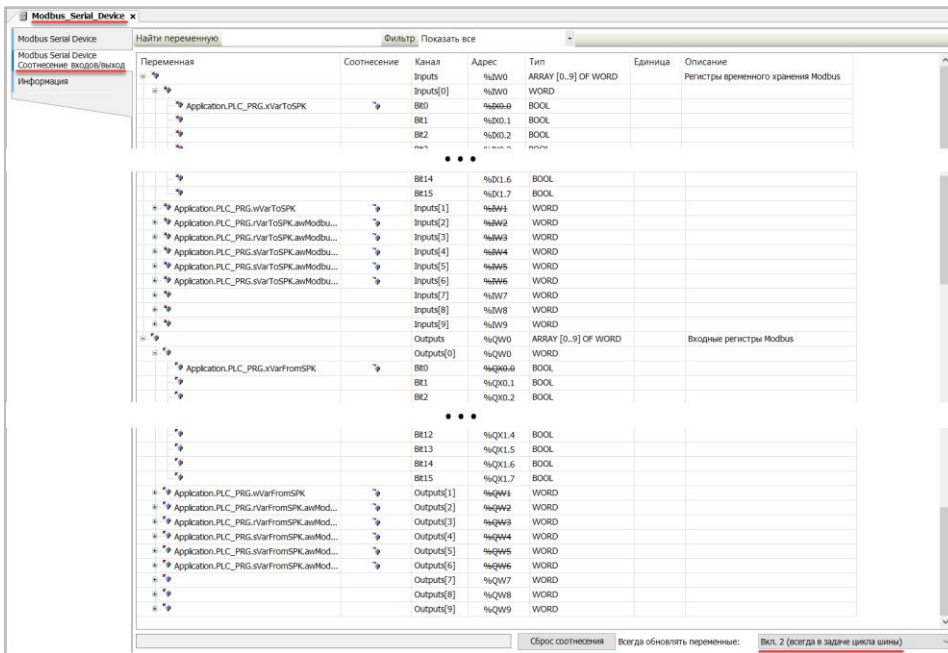 Modbus_Serial_Device x
Modbus Serial Device
Modbus Serial Device
Соотнесение входов/выход
Информация
Найти переменную Фильтр Показать все
Переменная Соотнесение Канал Адрес Тип Единица Описание
Inputs %IW0 ARRAY [0..9] OF WORD Регистры временного хранения Modbus
Inputs[0] %IW0 WORD
Application.PLC_PRG.xVarToSPK Bit0 %IX0.0 BOOL
Bit1 %IX0.1 BOOL
Bit2 %IX0.2 BOOL
• • •
Bit14 %IX1.6 BOOL
Bit15 %IX1.7 BOOL
Application.PLC_PRG.wVarToSPK Inputs[1] %IW1 WORD
Application.PLC_PRG.rVarToSPK.awModbu... Inputs[2] %IW2 WORD
Application.PLC_PRG.rVarToSPK.awModbu... Inputs[3] %IW3 WORD
Application.PLC_PRG.sVarToSPK.awModbu... Inputs[4] %IW4 WORD
Application.PLC_PRG.sVarToSPK.awModbu... Inputs[5] %IW5 WORD
Application.PLC_PRG.sVarToSPK.awModbu... Inputs[6] %IW6 WORD
Inputs[7] %IW7 WORD
Inputs[8] %IW8 WORD
Inputs[9] %IW9 WORD
Outputs %QW0 ARRAY [0..9] OF WORD Входные регистры Modbus
Outputs[0] %QW0 WORD
Application.PLC_PRG.xVarFromSPK Bit0 %QX0.0 BOOL
Bit1 %QX0.1 BOOL
Bit2 %QX0.2 BOOL
• • •
Bit12 %QX1.4 BOOL
Bit13 %QX1.5 BOOL
Bit14 %QX1.6 BOOL
Bit15 %QX1.7 BOOL
Application.PLC_PRG.wVarFromSPK Outputs[1] %QW1 WORD
Application.PLC_PRG.rVarFromSPK.awMod... Outputs[2] %QW2 WORD
Application.PLC_PRG.rVarFromSPK.awMod... Outputs[3] %QW3 WORD
Application.PLC_PRG.sVarFromSPK.awMod... Outputs[4] %QW4 WORD
Application.PLC_PRG.sVarFromSPK.awMod... Outputs[5] %QW5 WORD
Application.PLC_PRG.sVarFromSPK.awMod... Outputs[6] %QW6 WORD
Outputs[7] %QW7 WORD
Outputs[8] %QW8 WORD
Outputs[9] %QW9 WORD
Сброс соотнесения Всегда обновлять переменные: Вкл. 2 (всегда в задаче цикла шины)